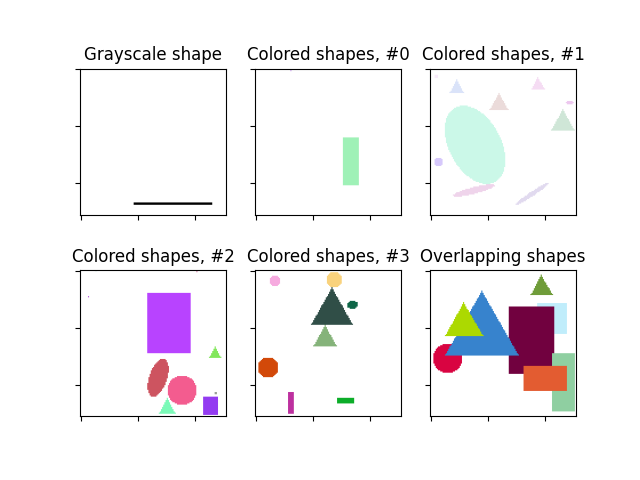 Grayscale shape
Colored shapes, #0
Colored shapes, #1
Colored shapes, #2
Colored shapes, #3
Overlapping shapes